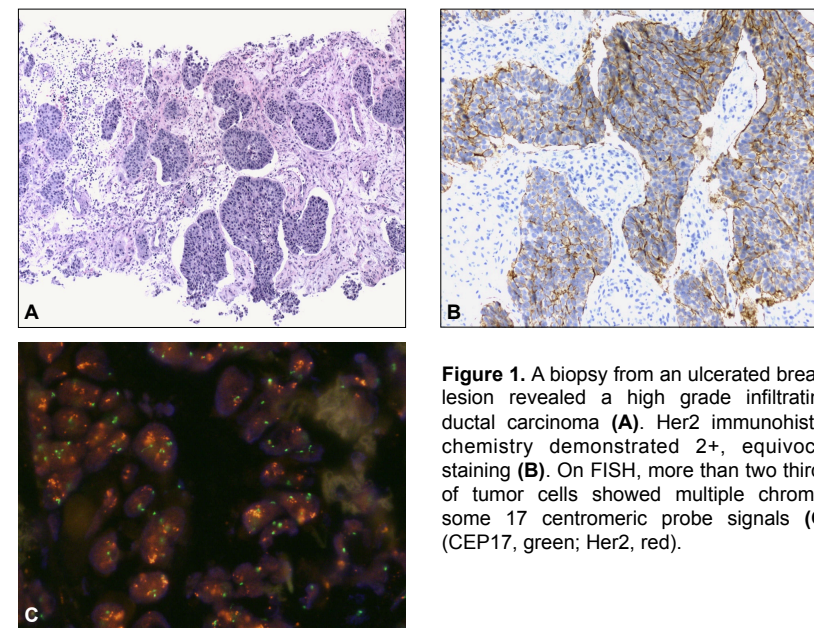 A
B
Figure 1. A biopsy from an ulcerated brea
lesion revealed a high grade infiltratin
ductal carcinoma (A). Her2 immunohist
chemistry demonstrated 2+, equivoc
staining (B). On FISH, more than two third
of tumor cells showed multiple chrom
some 17 centromeric probe signals (C
(CEP17, green; Her2, red).
C